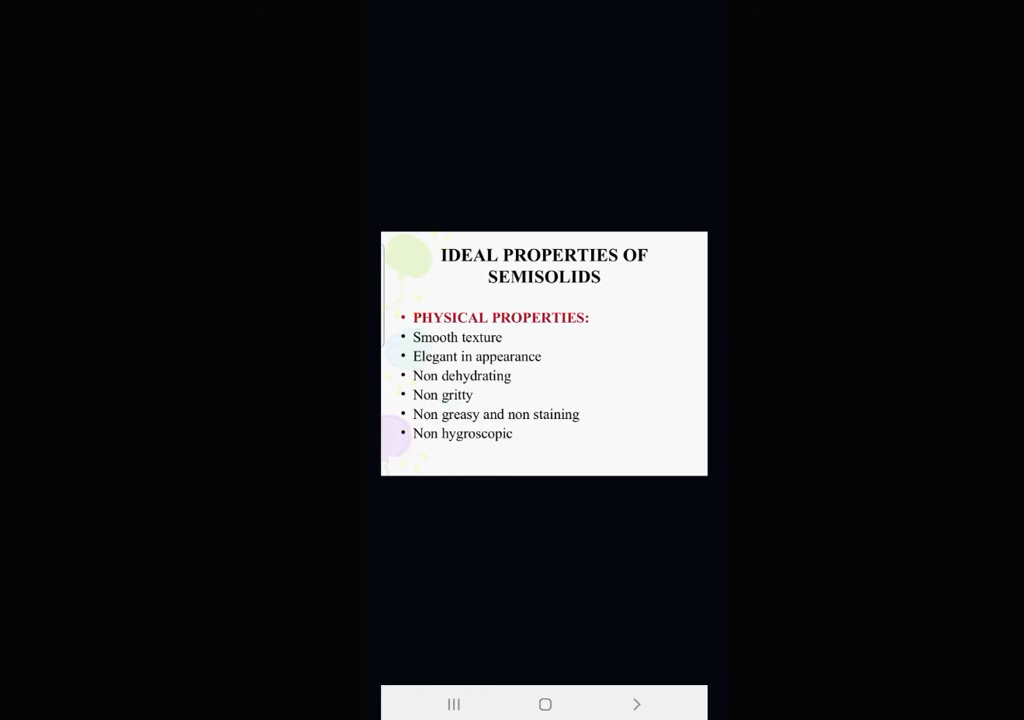 IDEAL PROPERTIES OF
SEMISOLIDS
• PHYSICAL PROPERTIES:
• Smooth texture
• Elegant in appearance
• Non dehydrating
• Non gritty
• Non greasy and non staining
• Non hygroscopic